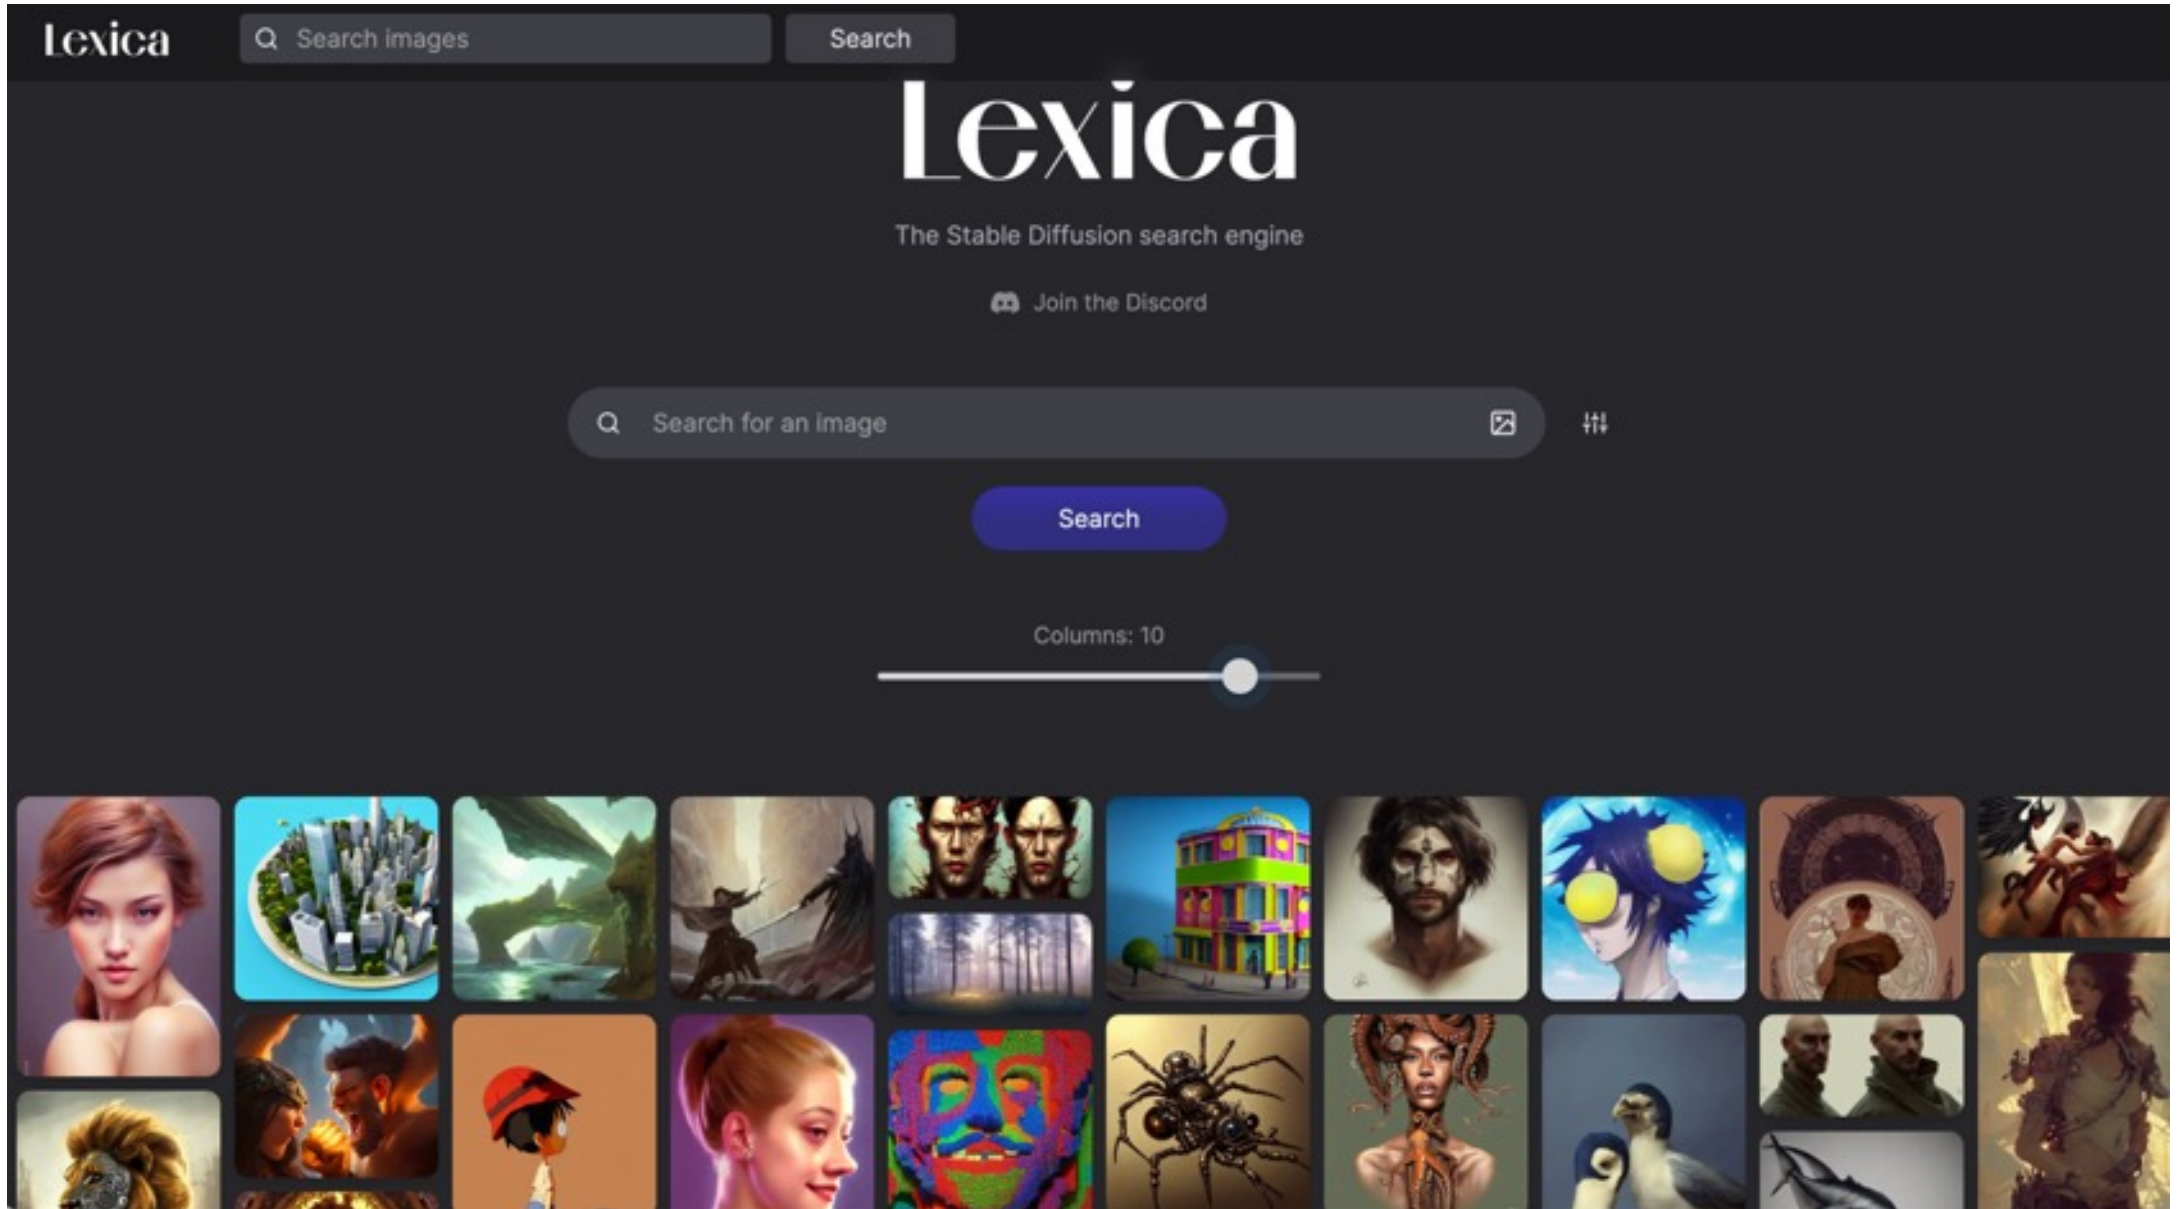 Lexica
Search images
Search
Lexica
The Stable Diffusion search engine
Join the Discord
Search for an image
Search
Columns: 10